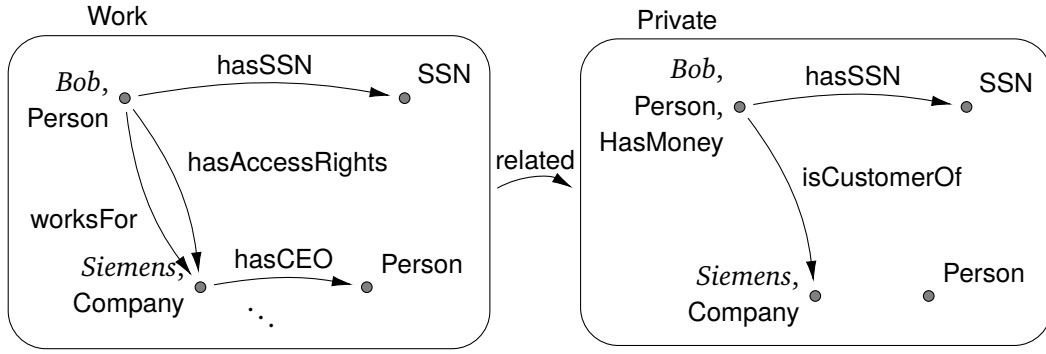 Work
hasSSN
SSN
Bob,
Person
hasAccessRights
worksFor
Siemens,
Company
hasCEO
Person
related
Private
Bob,
Person,
HasMoney
hasSSN
SSN
isCustomerOf
Siemens,
Company
Person